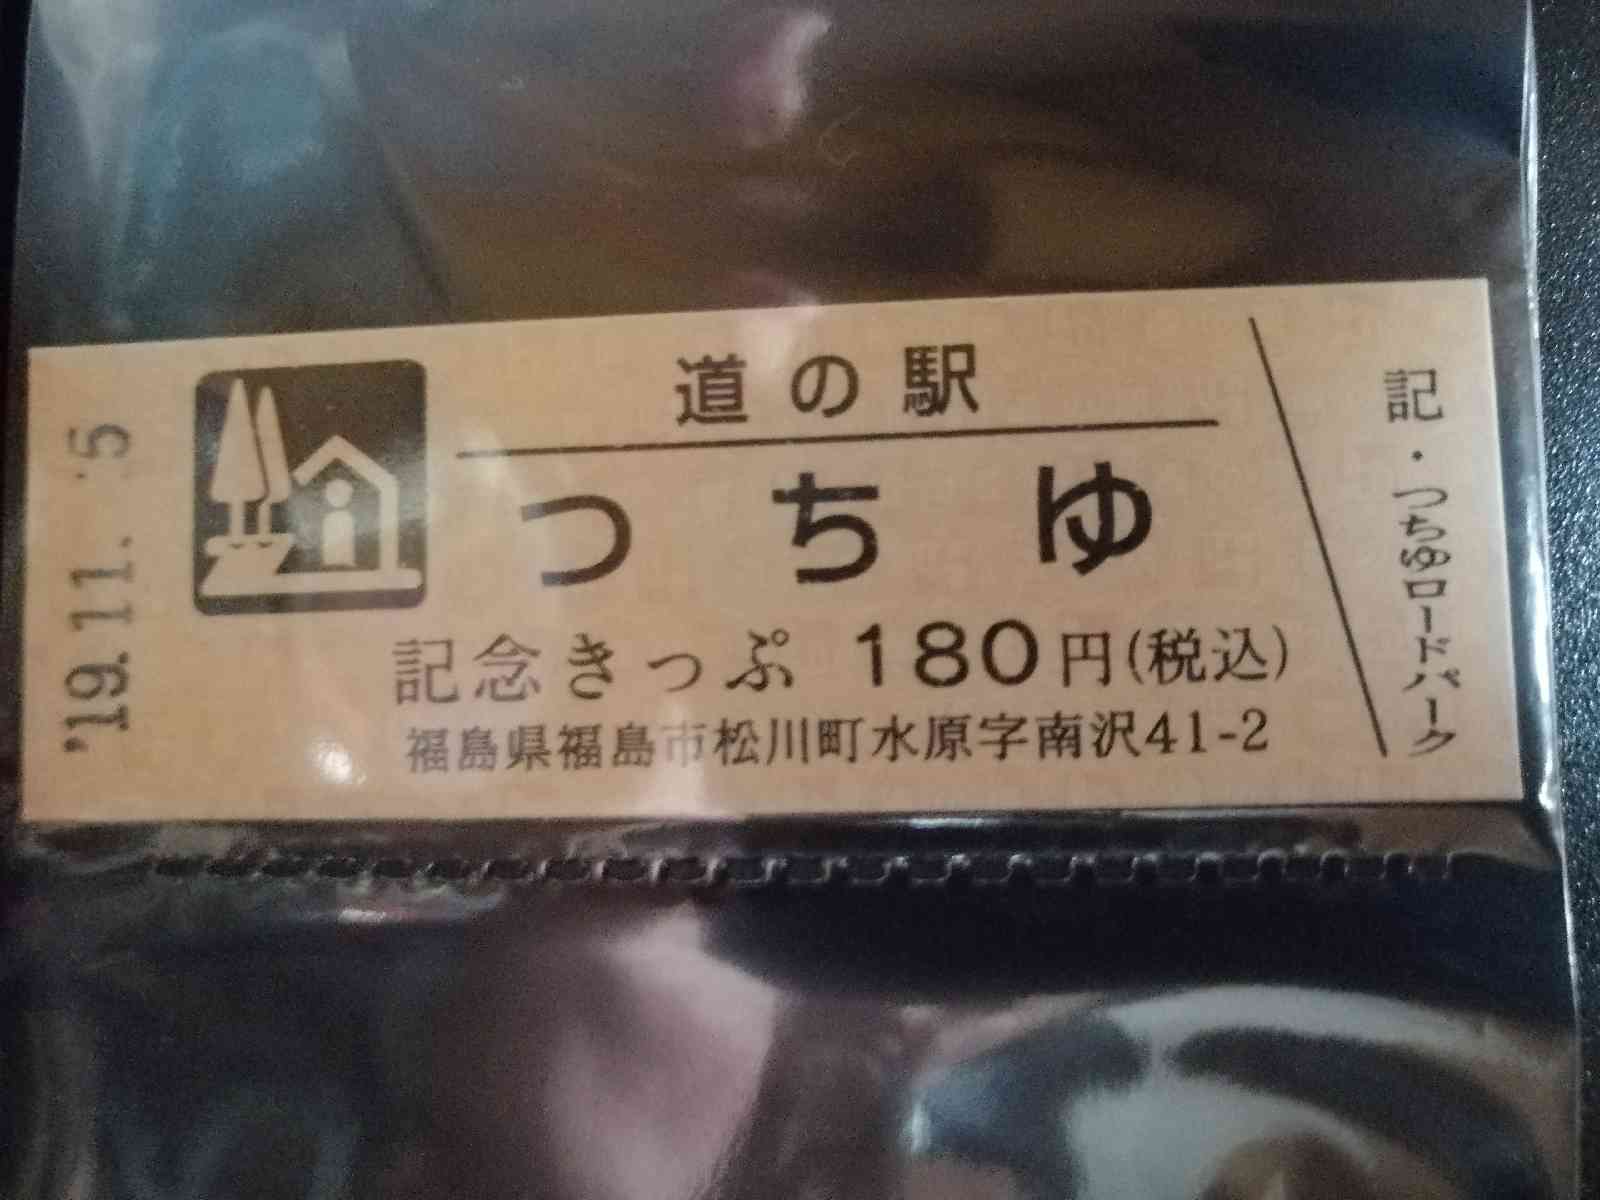 '19.11.-5
道の駅
つちゆ
記念きっぷ 180円(税込)
福島県福島市松川町水原字南沢41-2
記・つちゆロードパーク